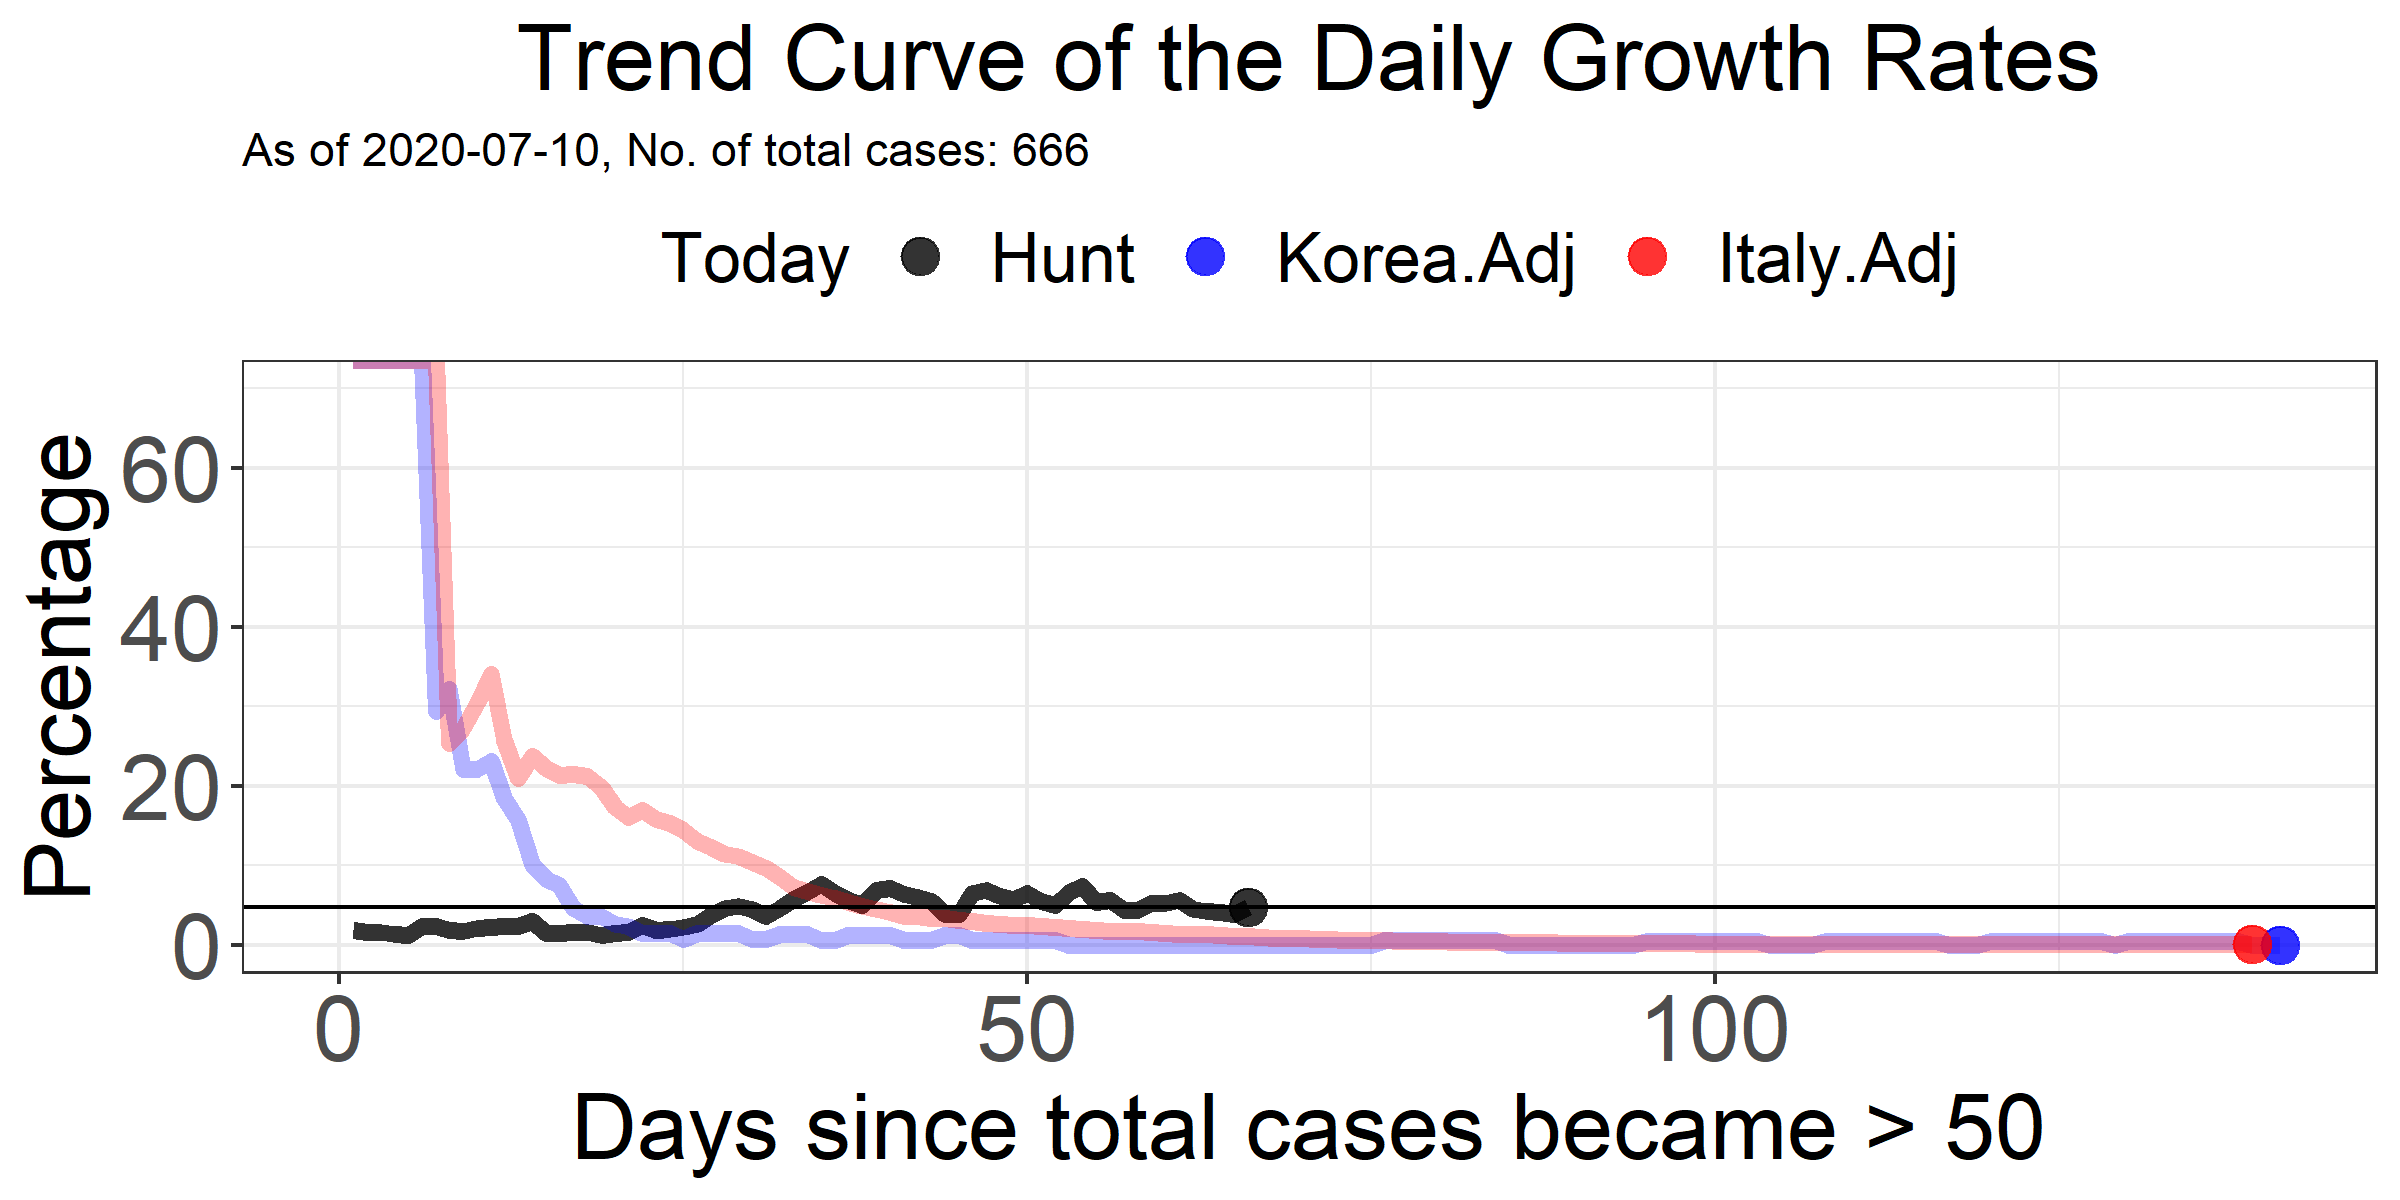 Trend Curve of the Daily Growth Rates
As of 2020-07-10, No. of total cases: 666
Today Hunt Korea.Adj Italy.Adj
Percentage
60
40
20
0
0 50 100
Days since total cases became > 50